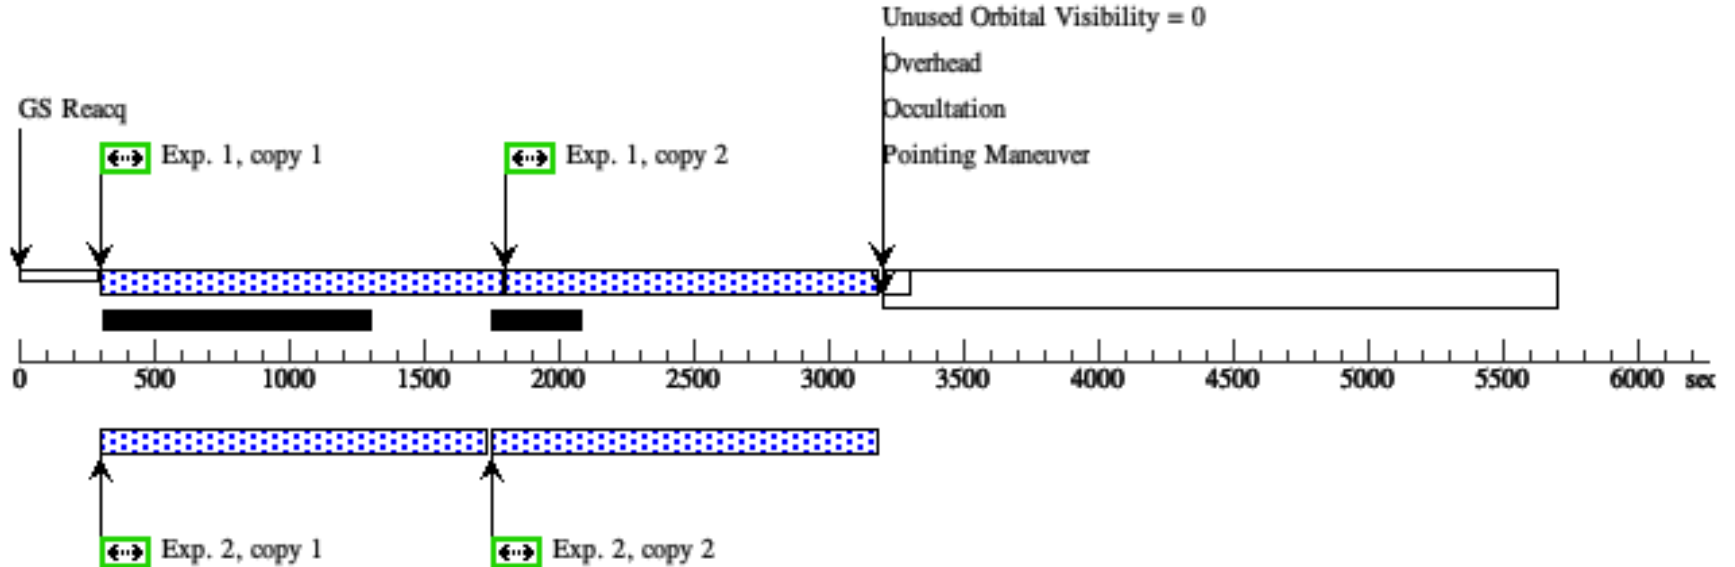 Unused Orbital Visibility = 0
Overhead
GS Reacq
Occultation
Exp. 1, copy 1
Exp. 1, copy 2
Pointing Maneuver
0 500 1000 1500 2000 2500 3000 3500 4000 4500 5000 5500 6000 sec
Exp. 2, copy 1
Exp. 2, copy 2